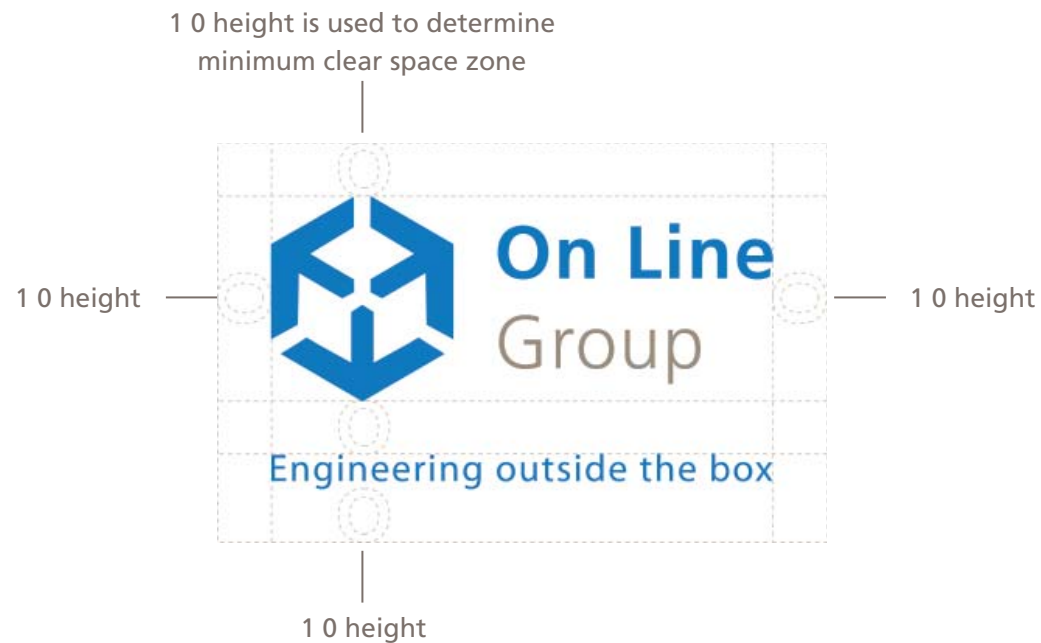 1 0 height is used to determine
minimum clear space zone
On Line
1 0 height
1 0 height
Group
Engineering outside the box
1 0 height